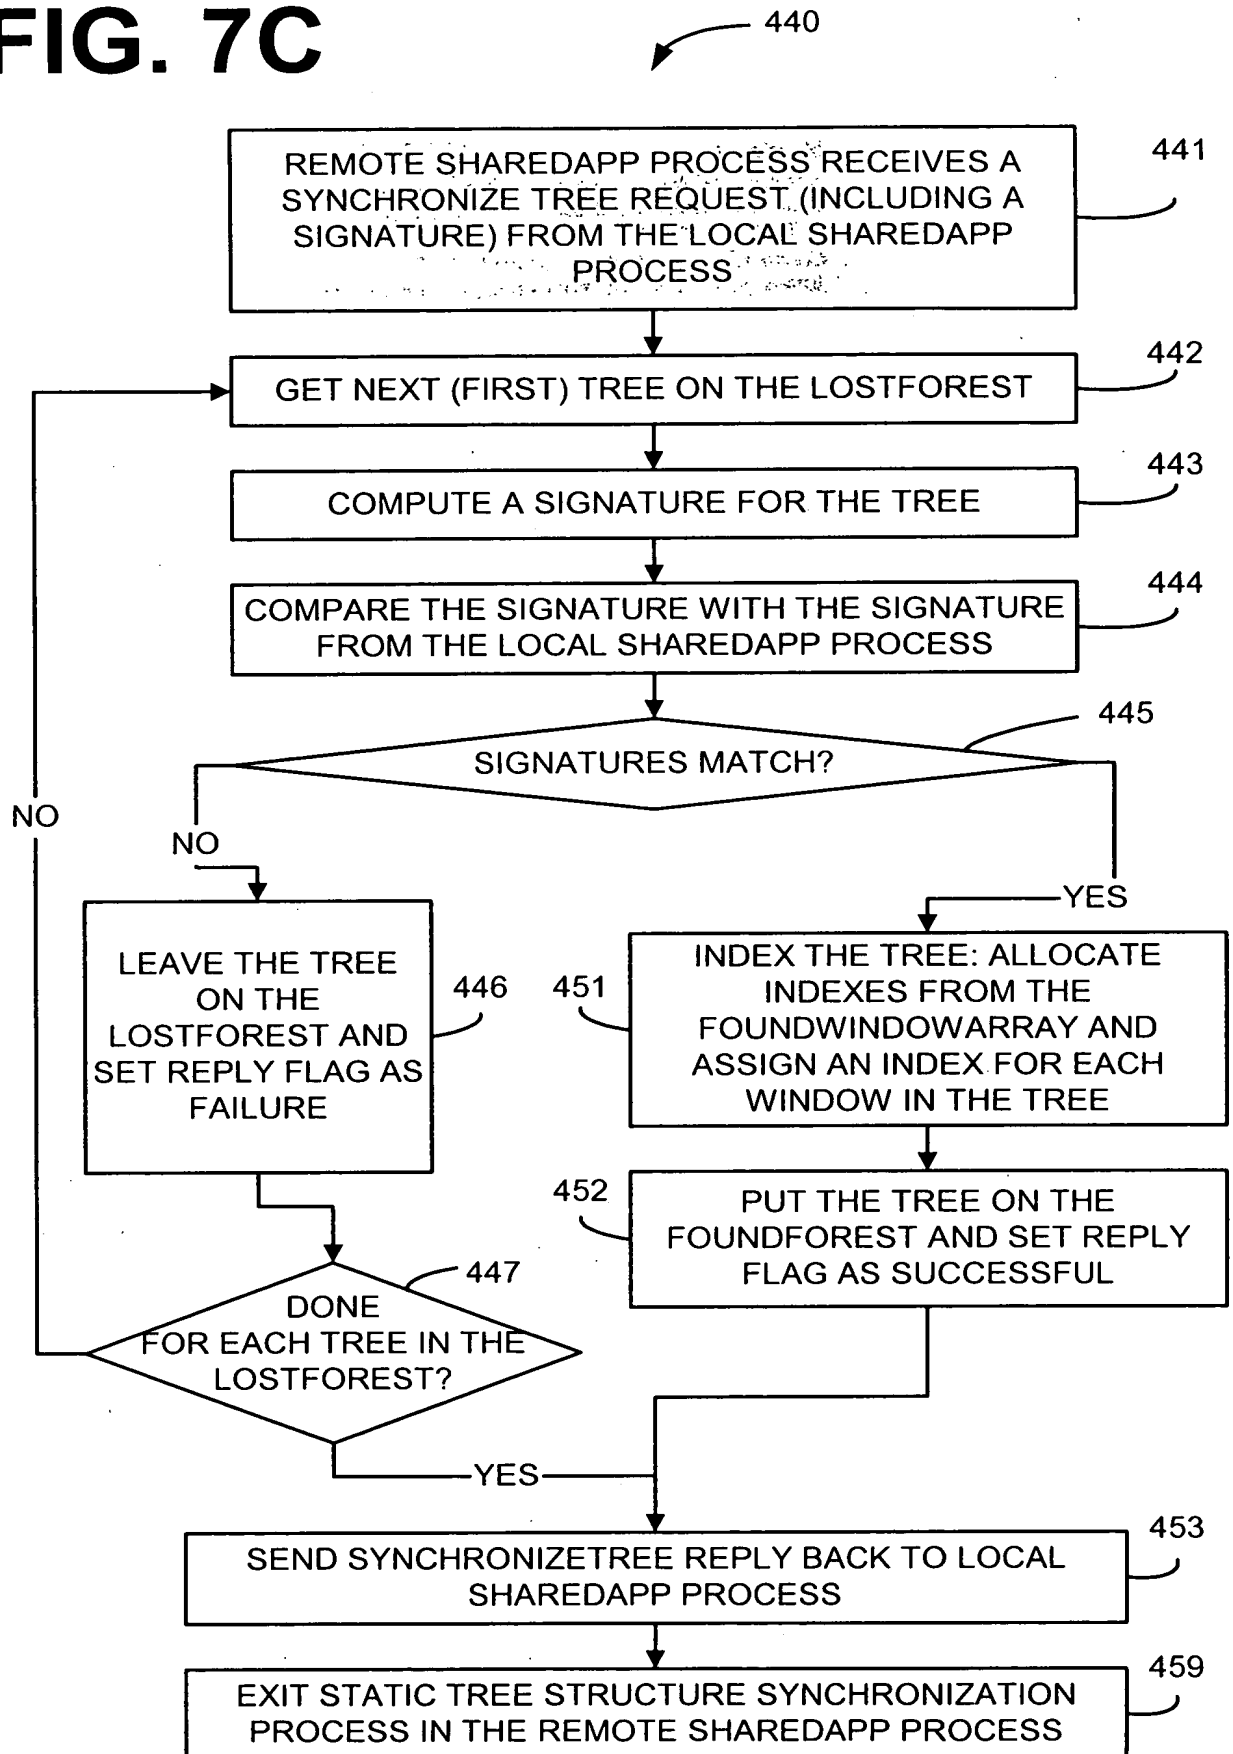 FIG. 7C
440
REMOTE SHAREDAPP PROCESS RECEIVES A
SYNCHRONIZE TREE REQUEST (INCLUDING A
SIGNATURE) FROM THE LOCAL SHAREDAPP
PROCESS
441
GET NEXT (FIRST) TREE ON THE LOSTFOREST
442
COMPUTE A SIGNATURE FOR THE TREE
443
COMPARE THE SIGNATURE WITH THE SIGNATURE
FROM THE LOCAL SHAREDAPP PROCESS
444
SIGNATURES MATCH?
445
NO
NO
YES
LEAVE THE TREE
ON THE
LOSTFOREST AND
SET REPLY FLAG AS
FAILURE
446
451
INDEX THE TREE: ALLOCATE
INDEXES FROM THE
FOUNDWINDOWARRAY AND
ASSIGN AN INDEX FOR EACH
WINDOW IN THE TREE
452
PUT THE TREE ON THE
FOUNDFOREST AND SET REPLY
FLAG AS SUCCESSFUL
447
DONE
FOR EACH TREE IN THE
LOSTFOREST?
YES
SEND SYNCHRONIZETREE REPLY BACK TO LOCAL
SHAREDAPP PROCESS
453
EXIT STATIC TREE STRUCTURE SYNCHRONIZATION
PROCESS IN THE REMOTE SHAREDAPP PROCESS
459